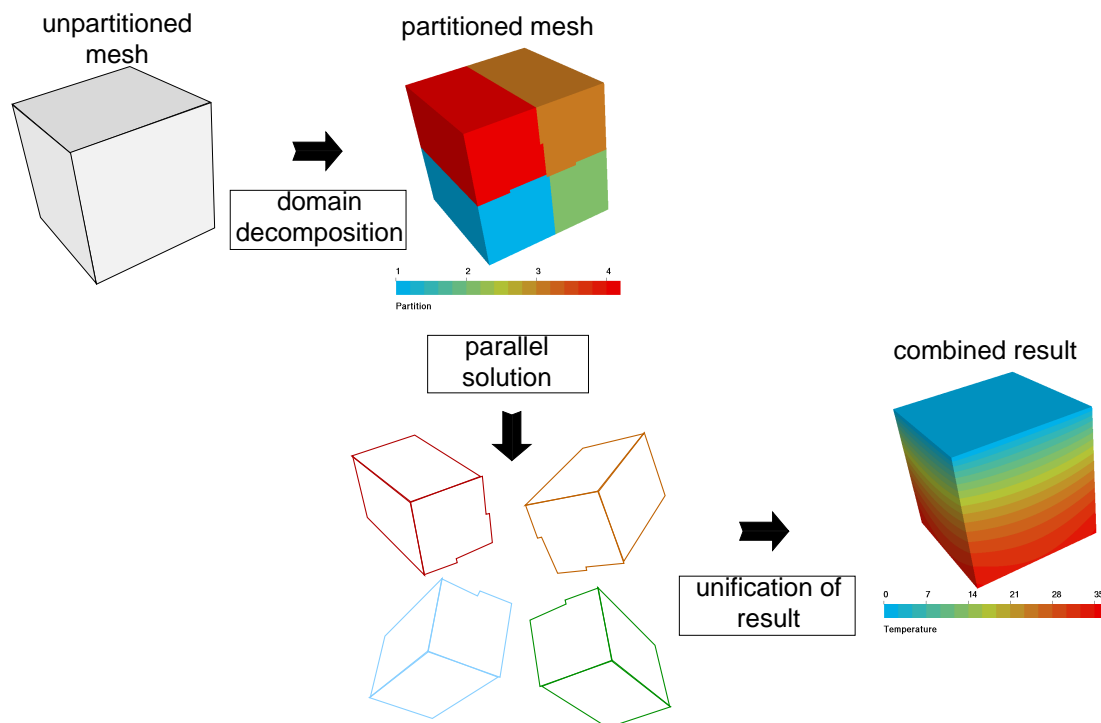 unpartitioned
mesh
partitioned mesh
domain
decomposition
1 2 3 4
Partition
parallel
solution
combined result
unification of
result
0 7 14 21 28 35
Temperature